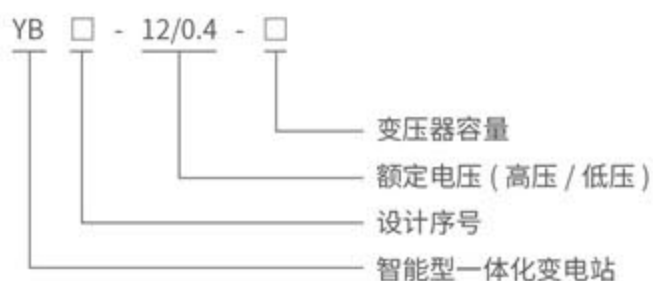 YB □ - 12/0.4 - □
变压器容量
额定电压 ( 高压 / 低压 )
设计序号
智能型一体化变电站